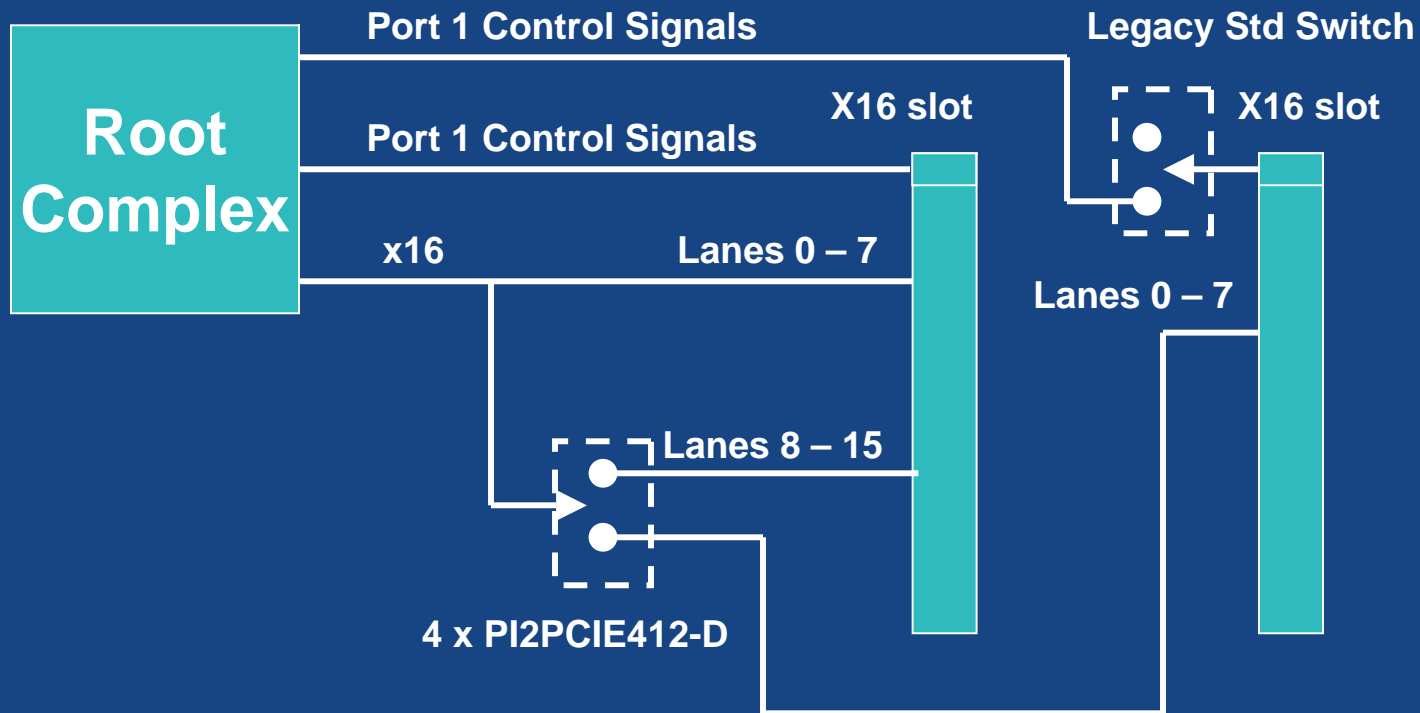 Port 1 Control Signals
Legacy Std Switch
Root
Complex
X16 slot
X16 slot
Port 1 Control Signals
x16
Lanes 0 – 7
Lanes 0 – 7
Lanes 8 – 15
4 x PI2PCIE412-D